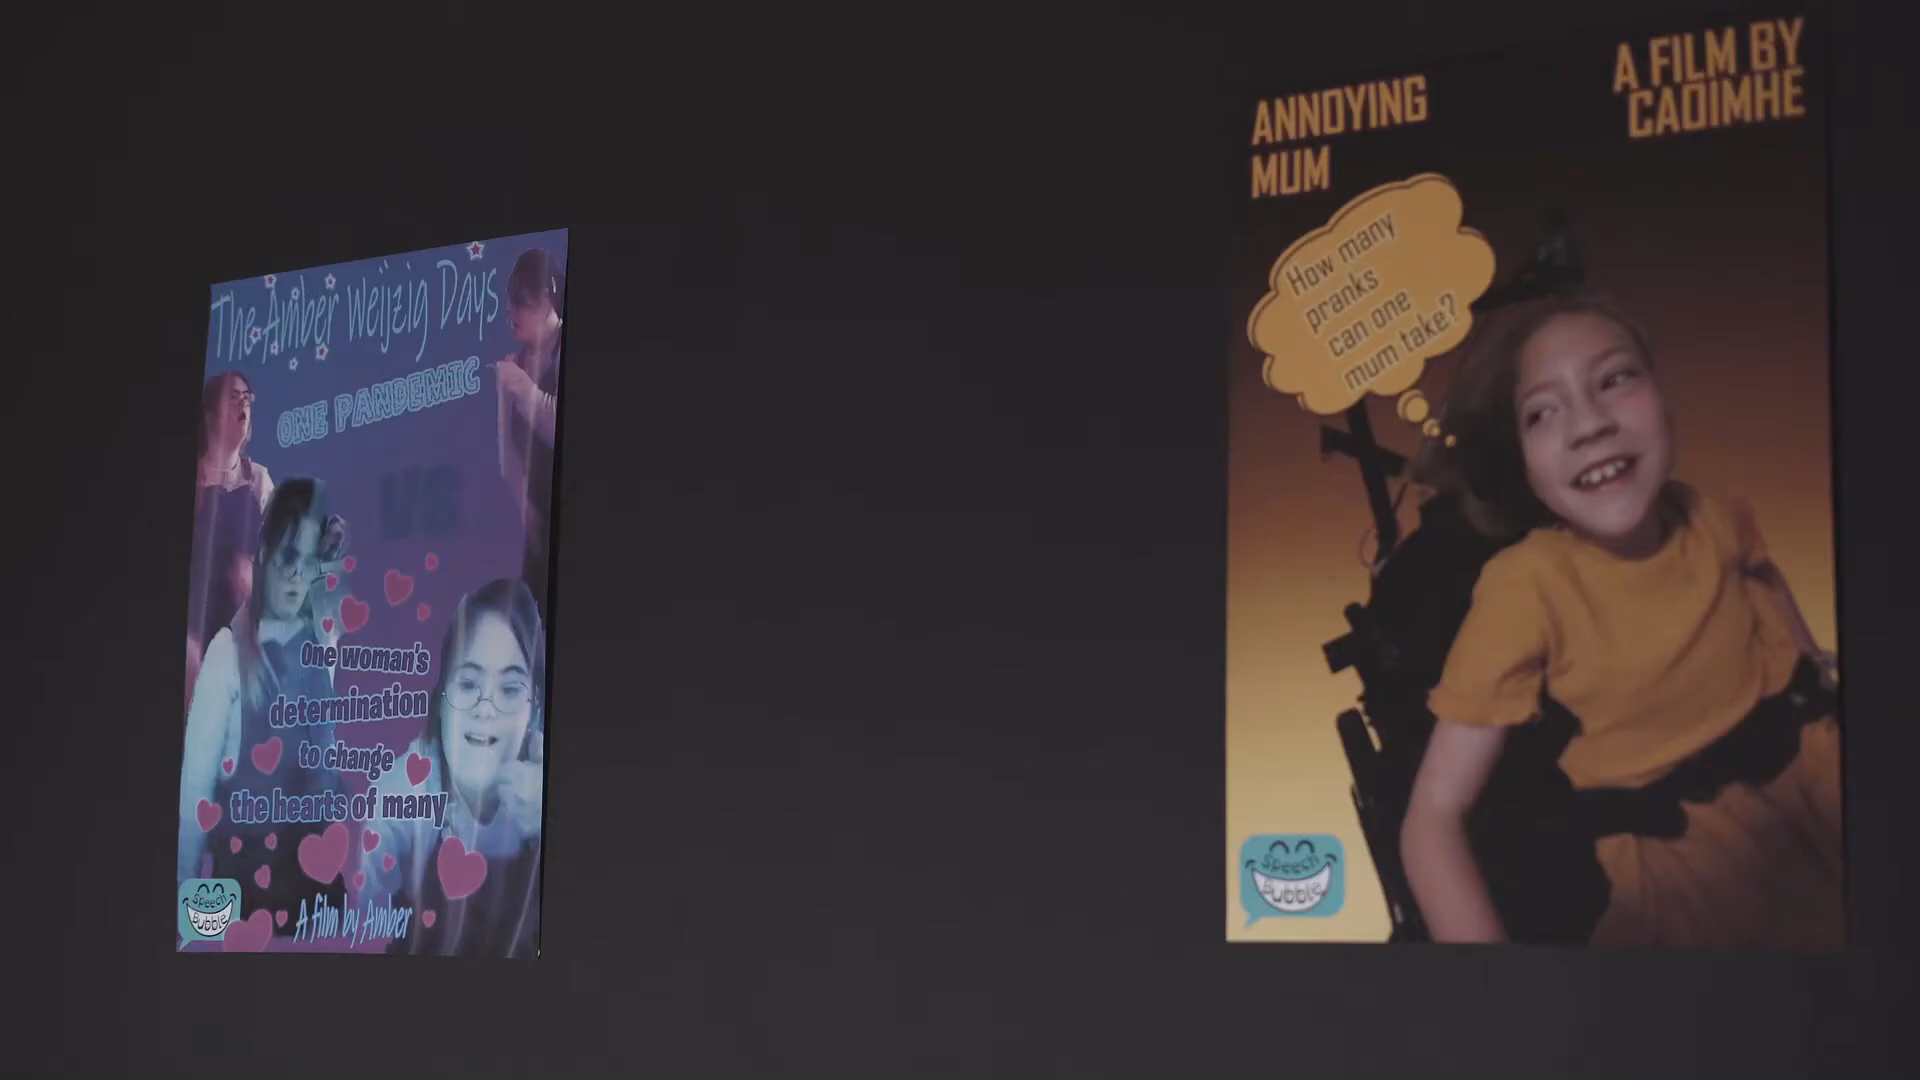 The Amber Weijzig Days
ONE PANDEMIC
VS
One woman's
determination
to change
the hearts of many
Speech
Bubble
A film by Amber
ANNOYING
MUM
A FILM BY
CAOIMHE
How many
pranks
can one
mum take?
Speech
Bubble